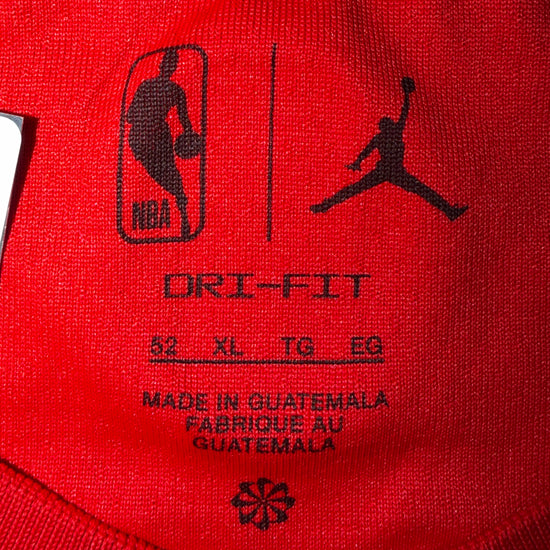 NBA
DRI-FIT
52 XL TG EG
MADE IN GUATEMALA
FABRIQUE AU
GUATEMALA